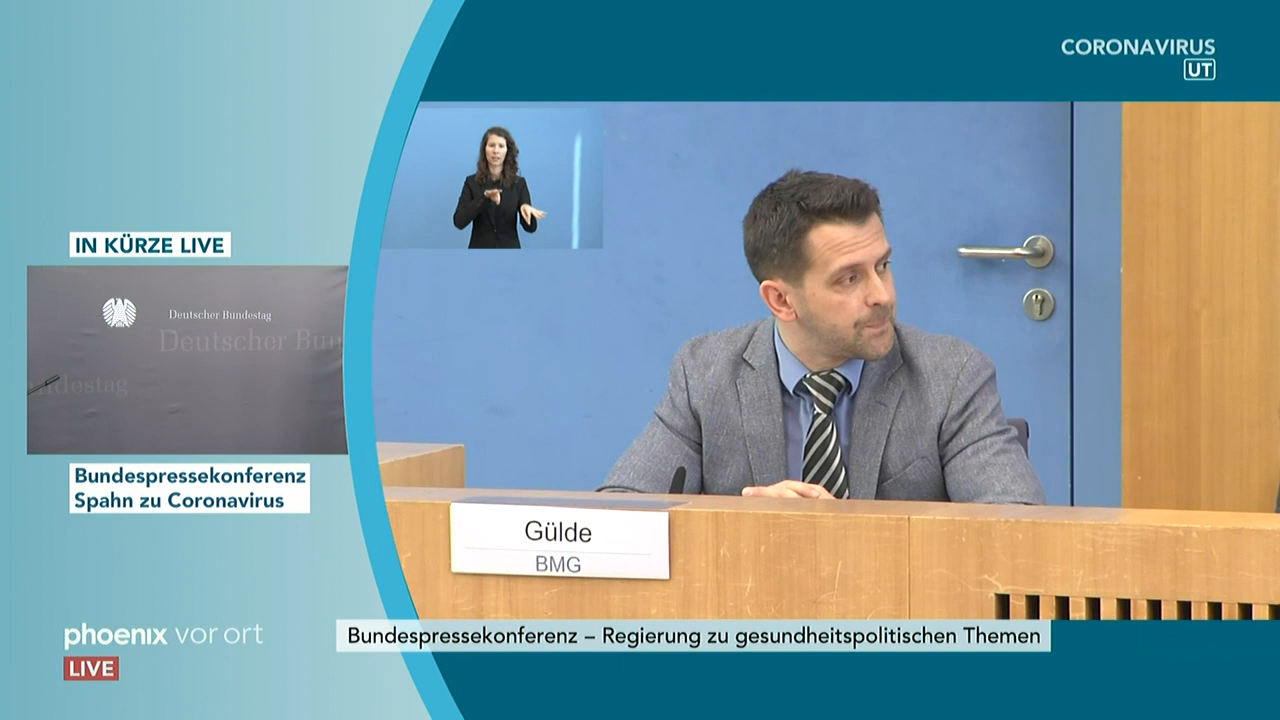 CORONAVIRUS
UT
IN KÜRZE LIVE
Deutscher Bundestag
Deutscher Bun
ndestag
Bundespressekonferenz
Spahn zu Coronavirus
Gülde
BMG
phoenix vor ort
LIVE
Bundespressekonferenz – Regierung zu gesundheitspolitischen Themen